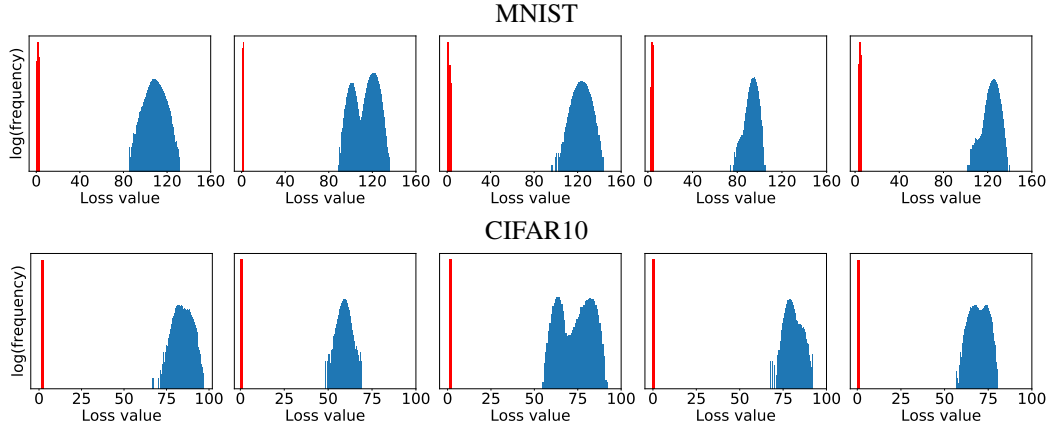 MNIST
log(frequency)
0 40 80 120 160 0 40 80 120 160 0 40 80 120 160 0 40 80 120 160 0 40 80 120 160
Loss value Loss value Loss value Loss value Loss value
CIFAR10
log(frequency)
0 25 50 75 100 0 25 50 75 100 0 25 50 75 100 0 25 50 75 100 0 25 50 75 100
Loss value Loss value Loss value Loss value Loss value